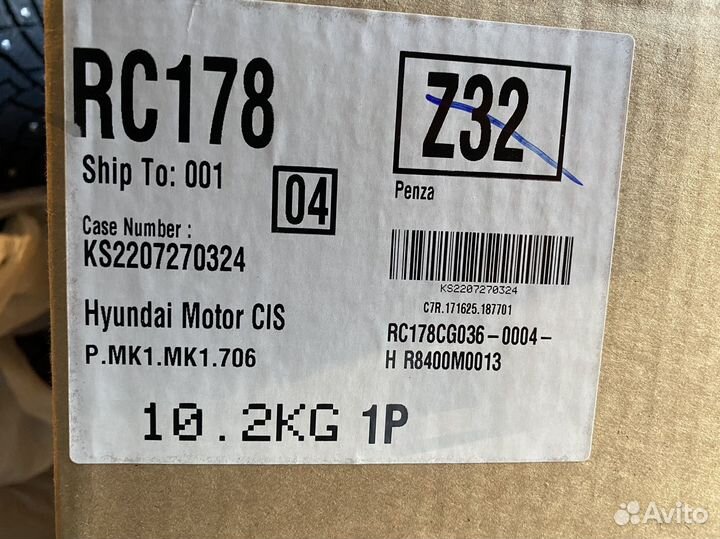 RC178
Z32
Ship To: 001
04
Penza
Case Number :
KS2207270324
KS2207270324
C7R.171625.187701
Hyundai Motor CIS
RC178CG036-0004-
P.MK1.MK1.706
H R8400M0013
10.2KG 1P
Avito